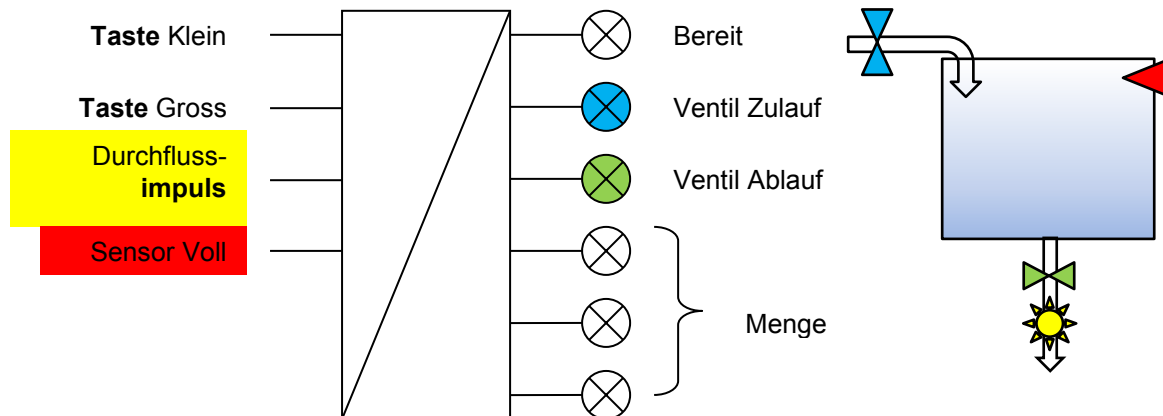 Taste Klein
Bereit
Taste Gross
Ventil Zulauf
Durchfluss-
impuls
Ventil Ablauf
Sensor Voll
Menge